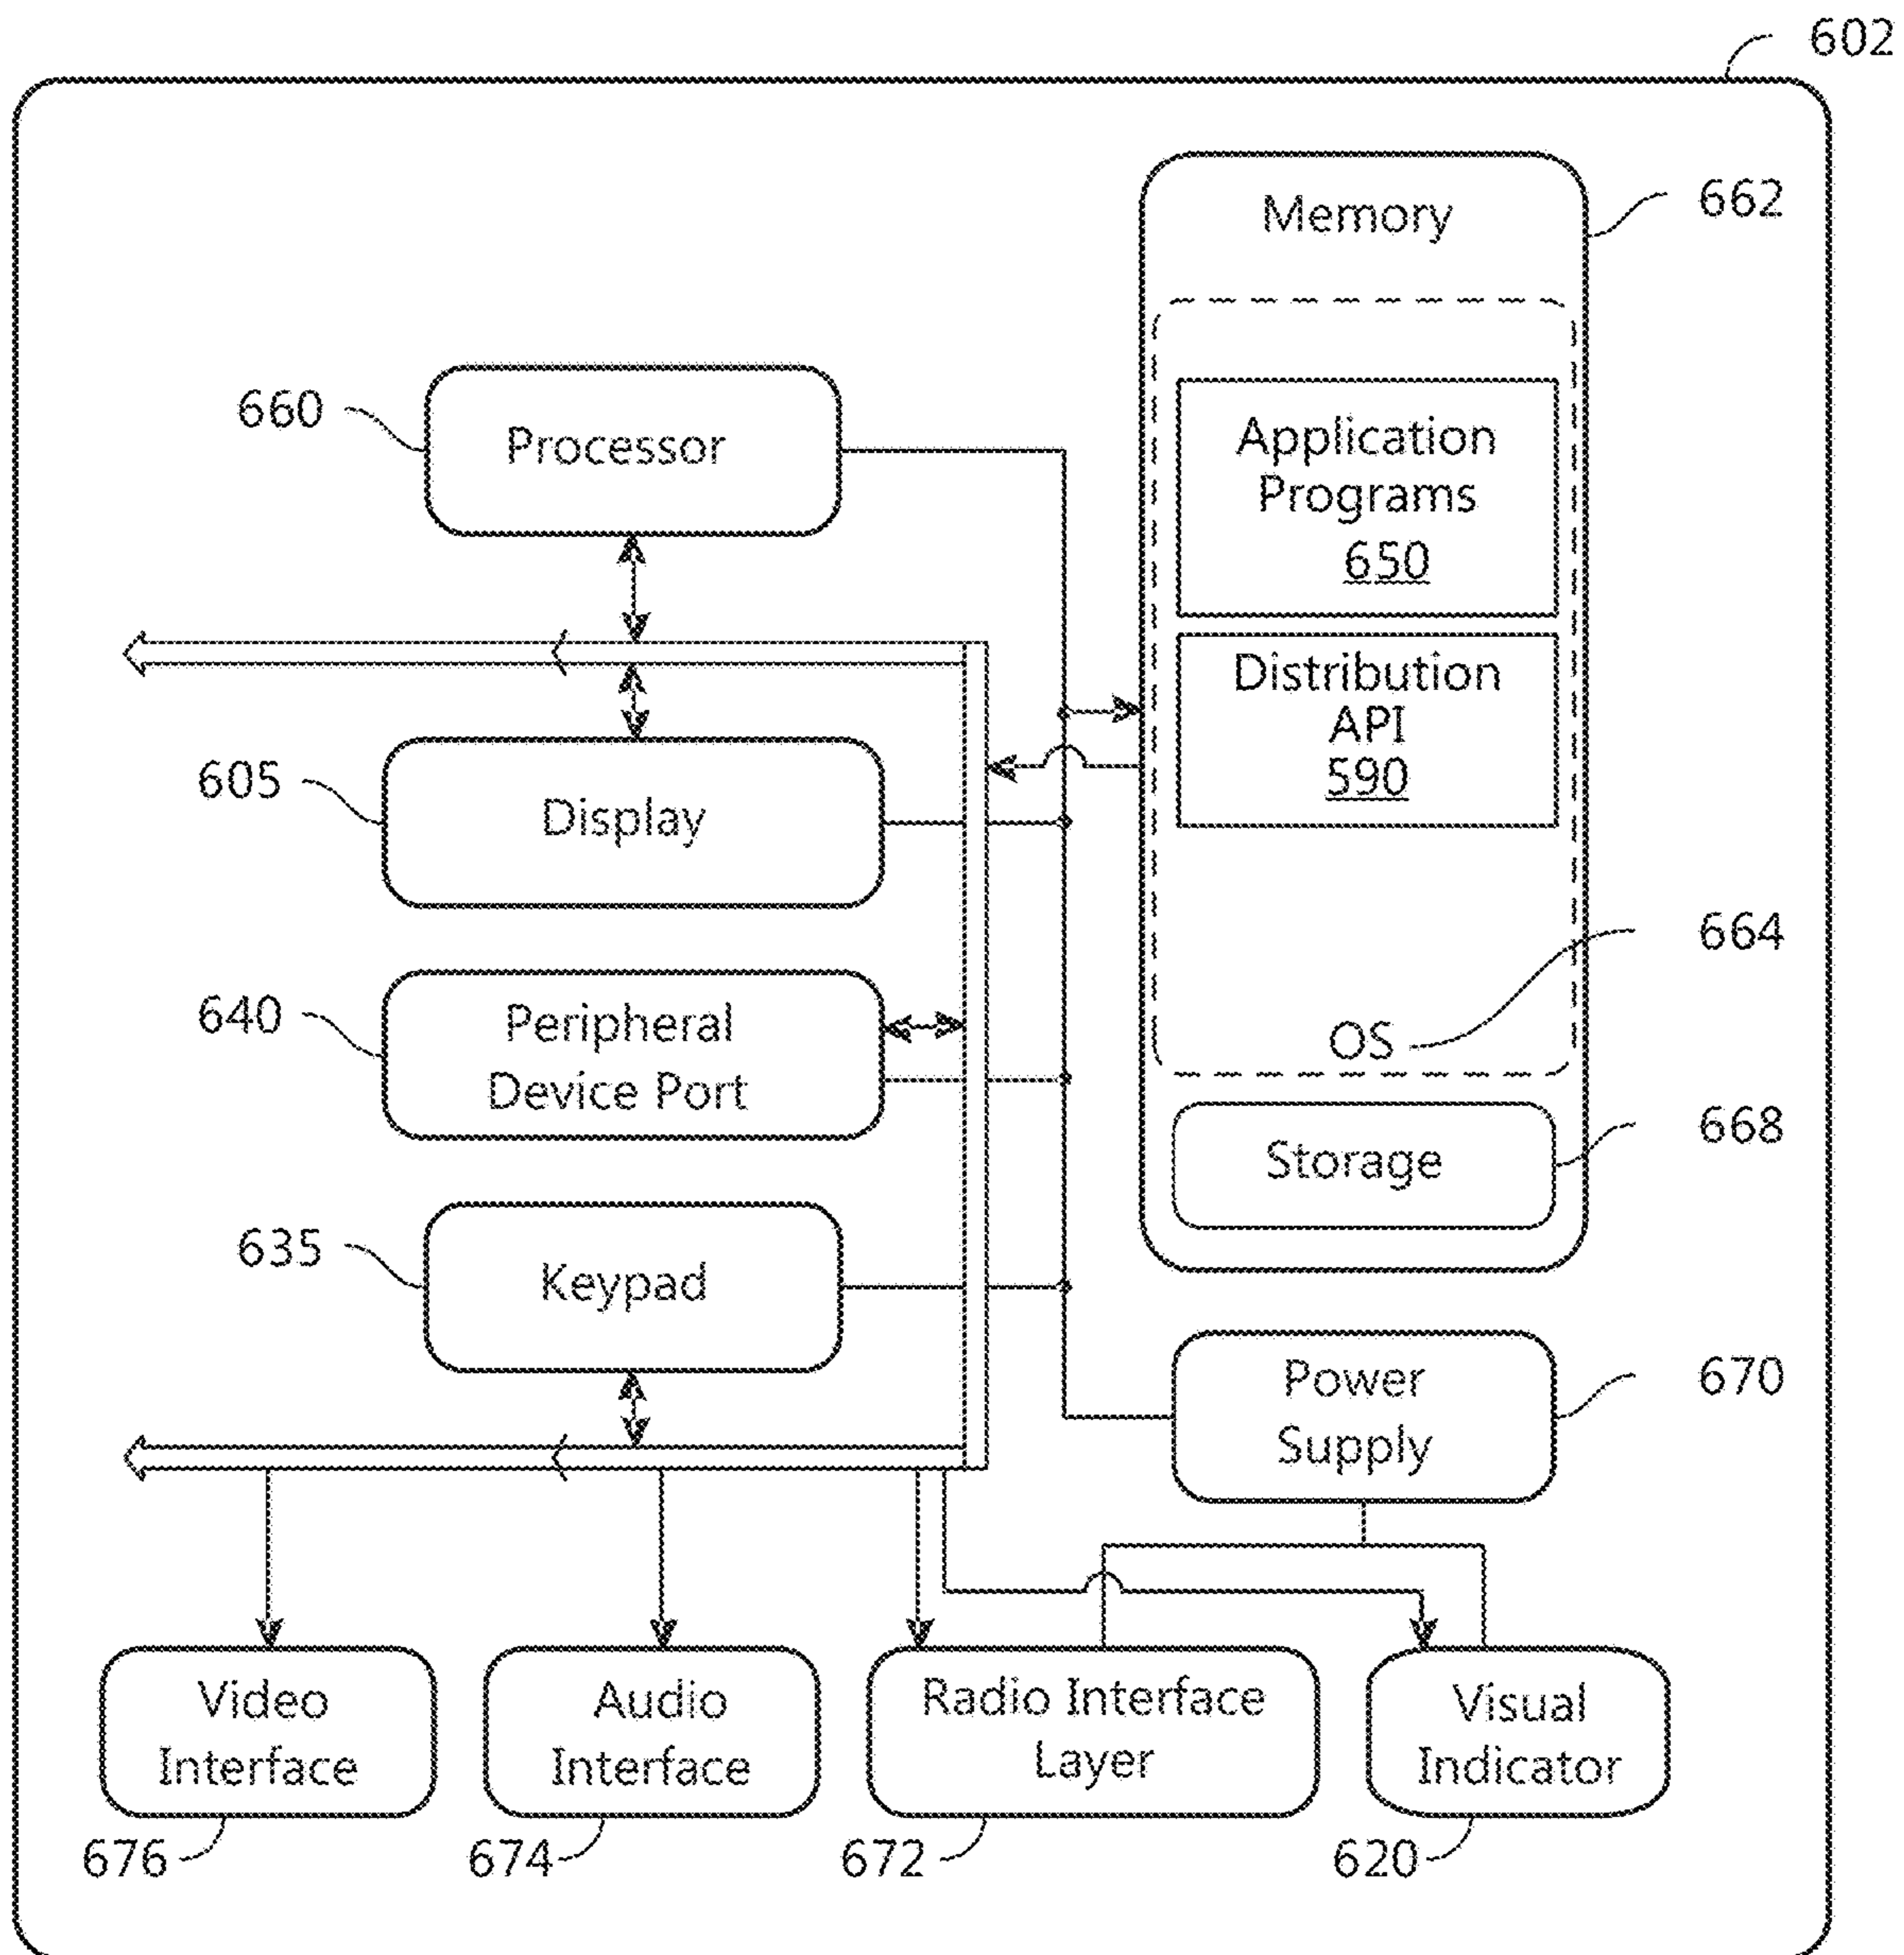 602
Memory
662
Application
Programs
650
660
Processor
Distribution
API
590
605
Display
664
640
Peripheral
Device Port
OS
668
Storage
635
Keypad
Power
Supply
670
Video
Interface
Audio
Interface
Radio Interface
Layer
Visual
Indicator
676
674
672
620